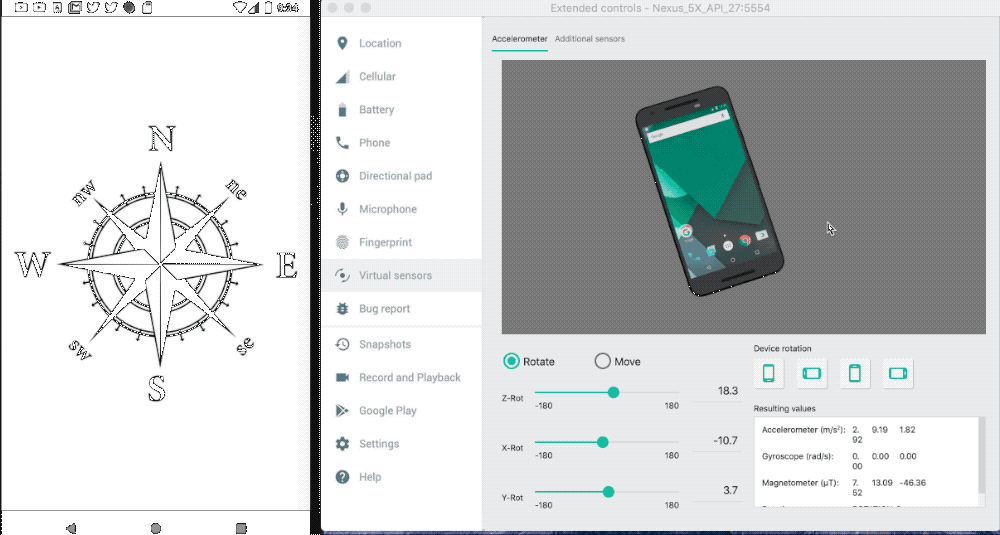 N
nw
ne
W
E
sw
se
S
Extended controls - Nexus_5X_API_27:5554
Location
Cellular
Battery
Phone
Directional pad
Microphone
Fingerprint
Virtual sensors
Bug report
Snapshots
Record and Playback
Google Play
Settings
Help
Accelerometer Additional sensors
Google
Rotate Move
Z-Rot
-180 180
18.3
X-Rot
-180 180
-10.7
Y-Rot
-180 180
3.7
Device rotation
Resulting values
Accelerometer (m/s²): 2.92 9.19 1.82
Gyroscope (rad/s): 0.00 0.00 0.00
Magnetometer (µT): 7.52 13.09 -46.36